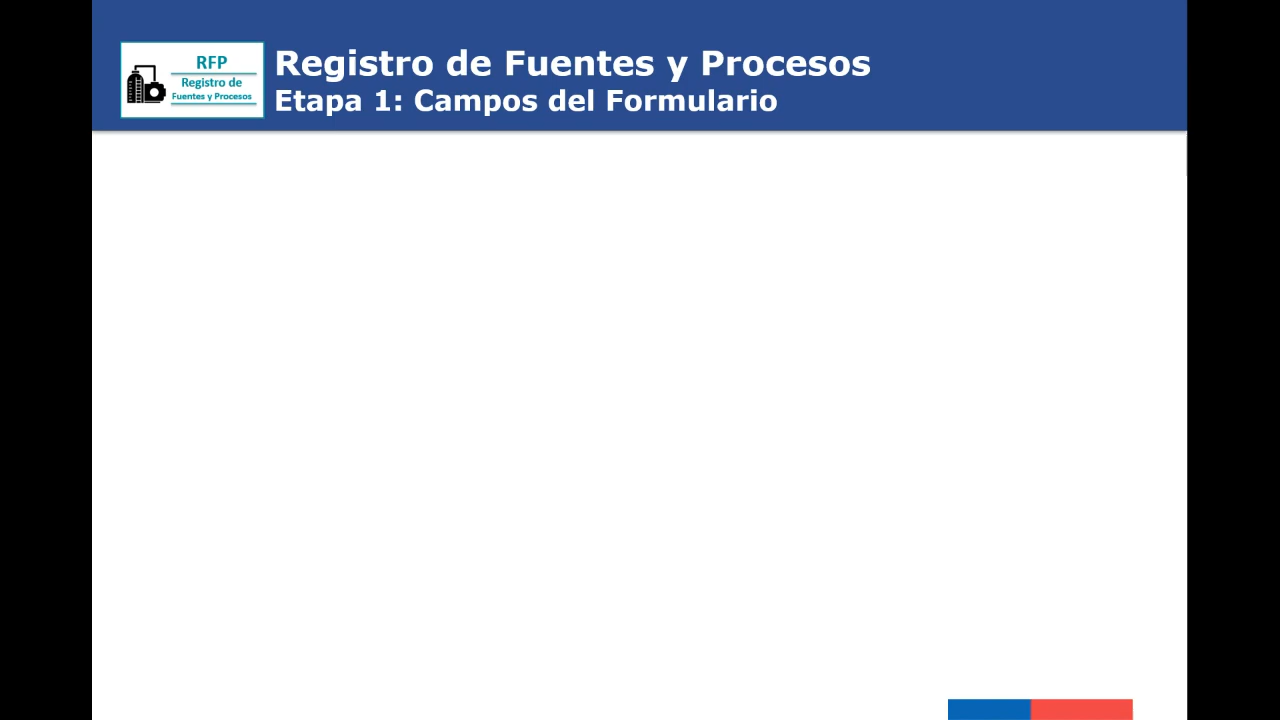 RFP
Registro de
Fuentes y Procesos
Registro de Fuentes y Procesos
Etapa 1: Campos del Formulario